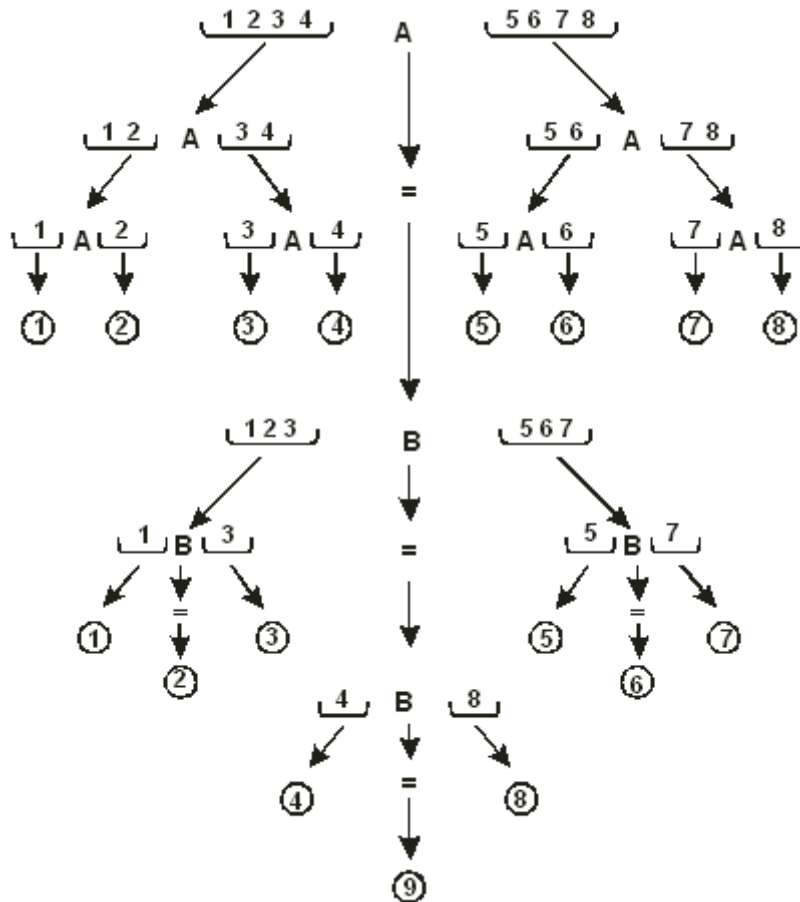 1 2 3 4 A 5 6 7 8
1 2 A 3 4 5 6 A 7 8
=
1 A 2 3 A 4 5 A 6 7 A 8
1 2 3 4 5 6 7 8
1 2 3 B 5 6 7
1 B 3 = 5 B 7
= =
1 3 5 7
2 6
4 B 8
4 = 8
9